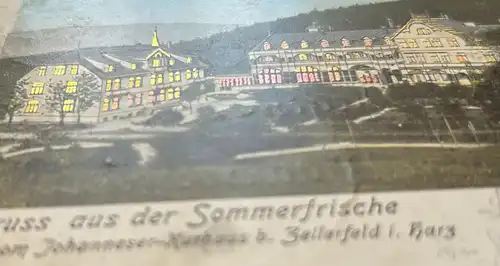 russ aus der Sommerfrische
om Johanneser-Kurhaus b. Zellerfeld i. Harz